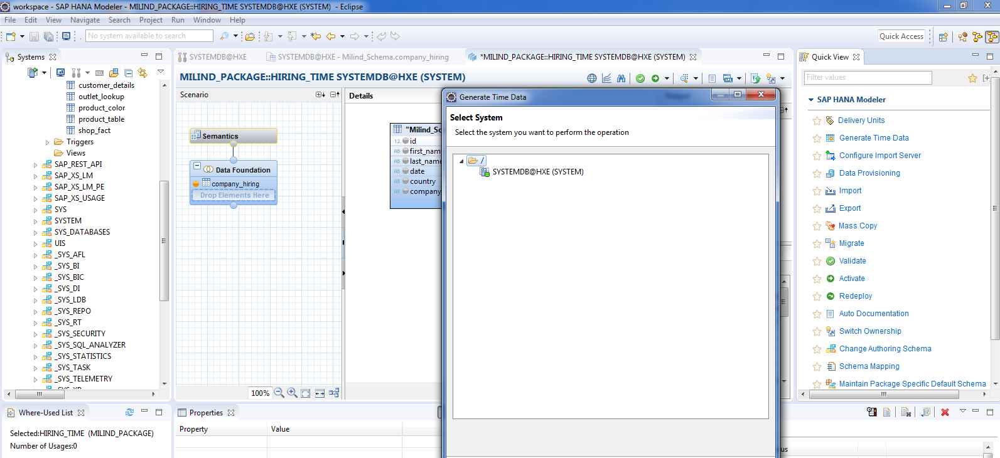 workspace - SAP HANA Modeler - MILIND_PACKAGE::HIRING_TIME SYSTEMDB@HXE (SYSTEM) - Eclipse
File Edit View Navigate Search Project Run Window Help
No system available to search
Quick Access
Systems
customer_details
outlet_lookup
product_color
product_table
shop_fact
Triggers
Views
SAP_REST_API
SAP_XS_LM
SAP_XS_LM_PE
SAP_XS_USAGE
SYS
SYSTEM
SYS_DATABASES
UIS
_SYS_AFL
_SYS_BI
_SYS_BIC
_SYS_DI
_SYS_LDB
_SYS_REPO
_SYS_RT
_SYS_SECURITY
_SYS_SQL_ANALYZER
_SYS_STATISTICS
_SYS_TASK
_SYS_TELEMETRY
SYSTEMDB@HXE
SYSTEMDB@HXE - Milind_Schema.company_hiring
*MILIND_PACKAGE::HIRING_TIME SYSTEMDB@HXE (SYSTEM)
MILIND_PACKAGE::HIRING_TIME SYSTEMDB@HXE (SYSTEM)
Scenario
Semantics
Data Foundation
company_hiring
Drop Elements Here
100%
Details
"Milind_Sc
12 id
AB first_nam
AB last_name
AB date
AB country
AB company
Generate Time Data
Select System
Select the system you want to perform the operation
/
SYSTEMDB@HXE (SYSTEM)
Quick View
Filter values
SAP HANA Modeler
Delivery Units
Generate Time Data
Configure Import Server
Data Provisioning
Import
Export
Mass Copy
Migrate
Validate
Activate
Redeploy
Auto Documentation
Switch Ownership
Change Authoring Schema
Schema Mapping
Maintain Package Specific Default Schema
Where-Used List
Selected:HIRING_TIME (MILIND_PACKAGE)
Number of Usages:0
Properties
Property Value
us